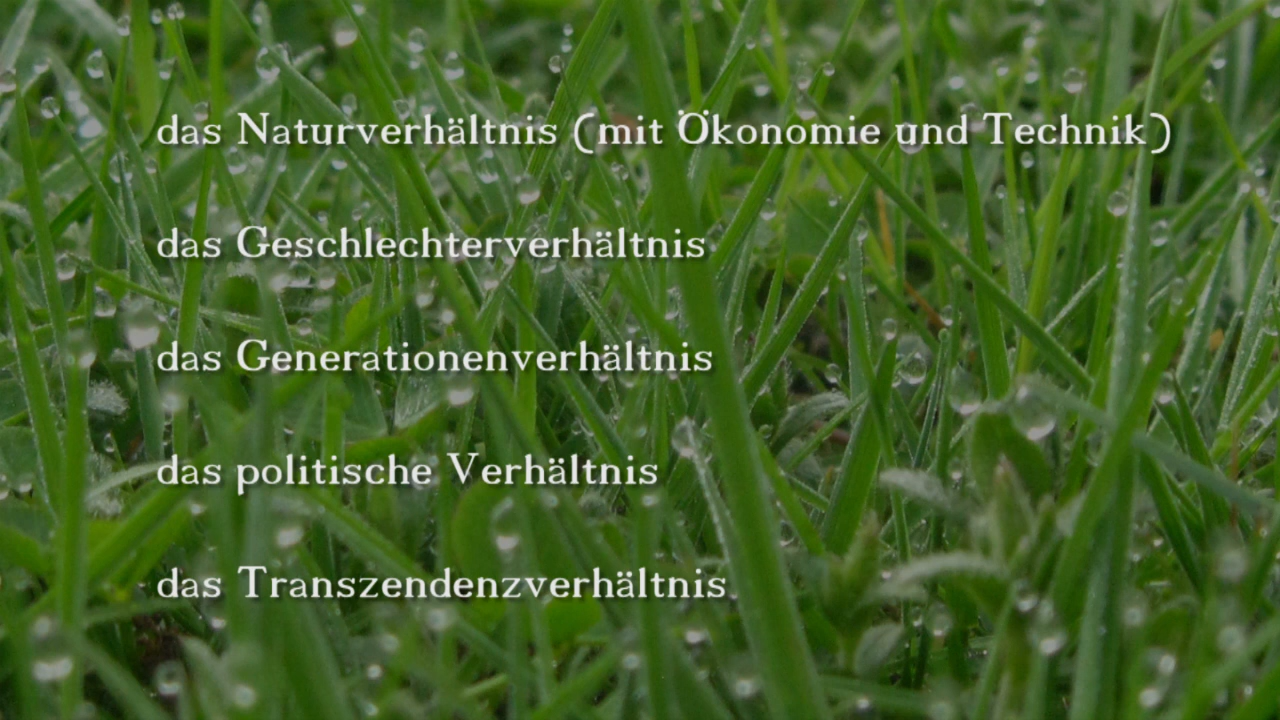 das Naturverhältnis (mit Ökonomie und Technik)
das Geschlechterverhältnis
das Generationenverhältnis
das politische Verhältnis
das Transzendenzverhältnis